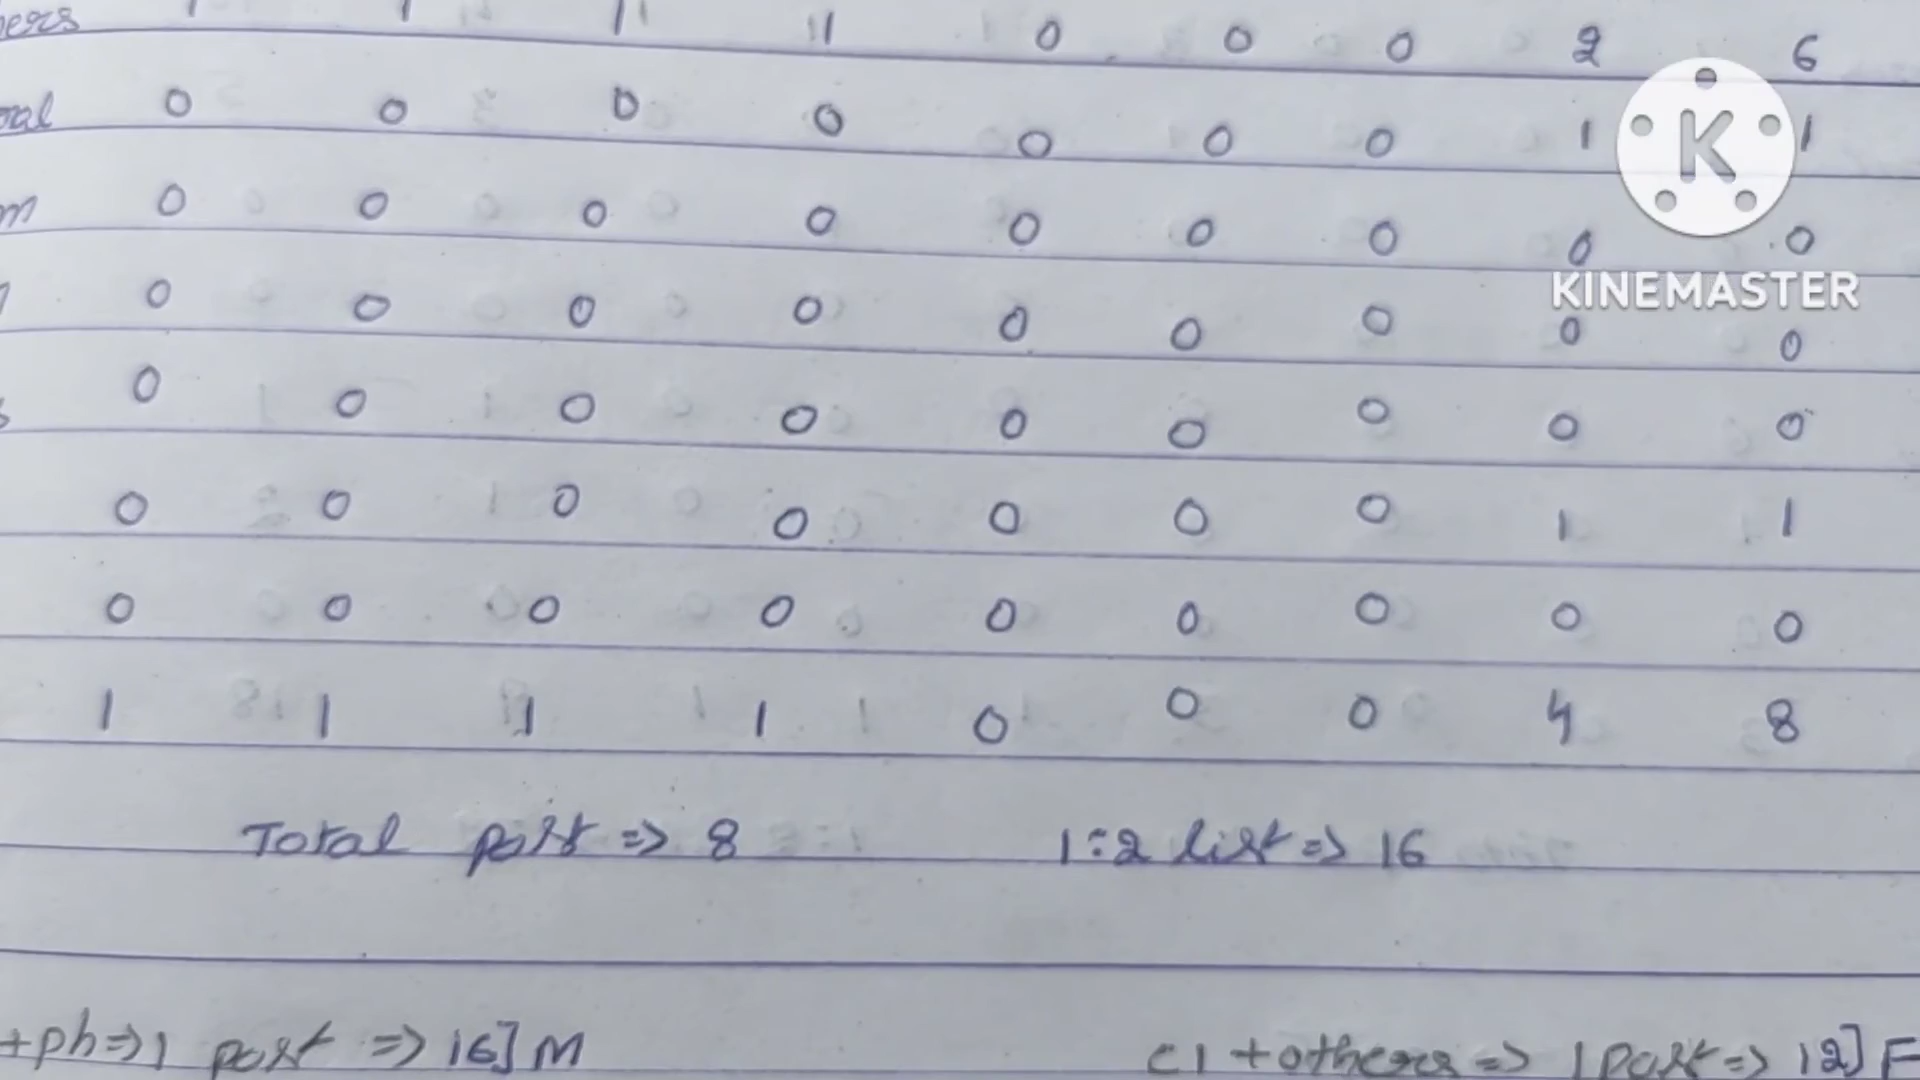 1 1 1 1 0 0 0 2 6
0 0 0 0 0 0 0 1 1
K
m 0 0 0 0 0 0 0 0 0
KINEMASTER
0 0 0 0 0 0 0 0 0
0 0 0 0 0 0 0 0 0
0 0 0 0 0 0 0 1 1
0 0 0 0 0 0 0 0 0
1 1 1 1 0 0 0 4 8
Total post => 8 1:2 list => 16
+ph=>1 post => 16]M C1 + others => 1 post => 12]F